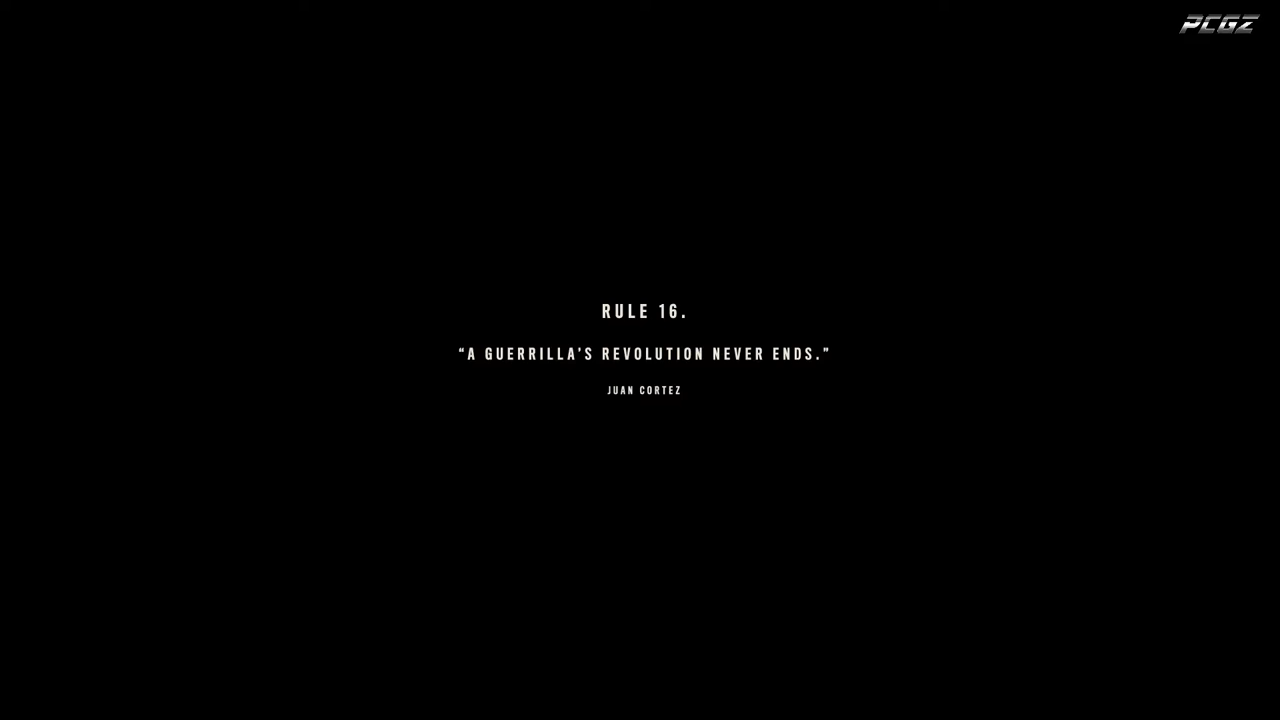 PCGZ
RULE 16.
“A GUERRILLA’S REVOLUTION NEVER ENDS.”
JUAN CORTEZ